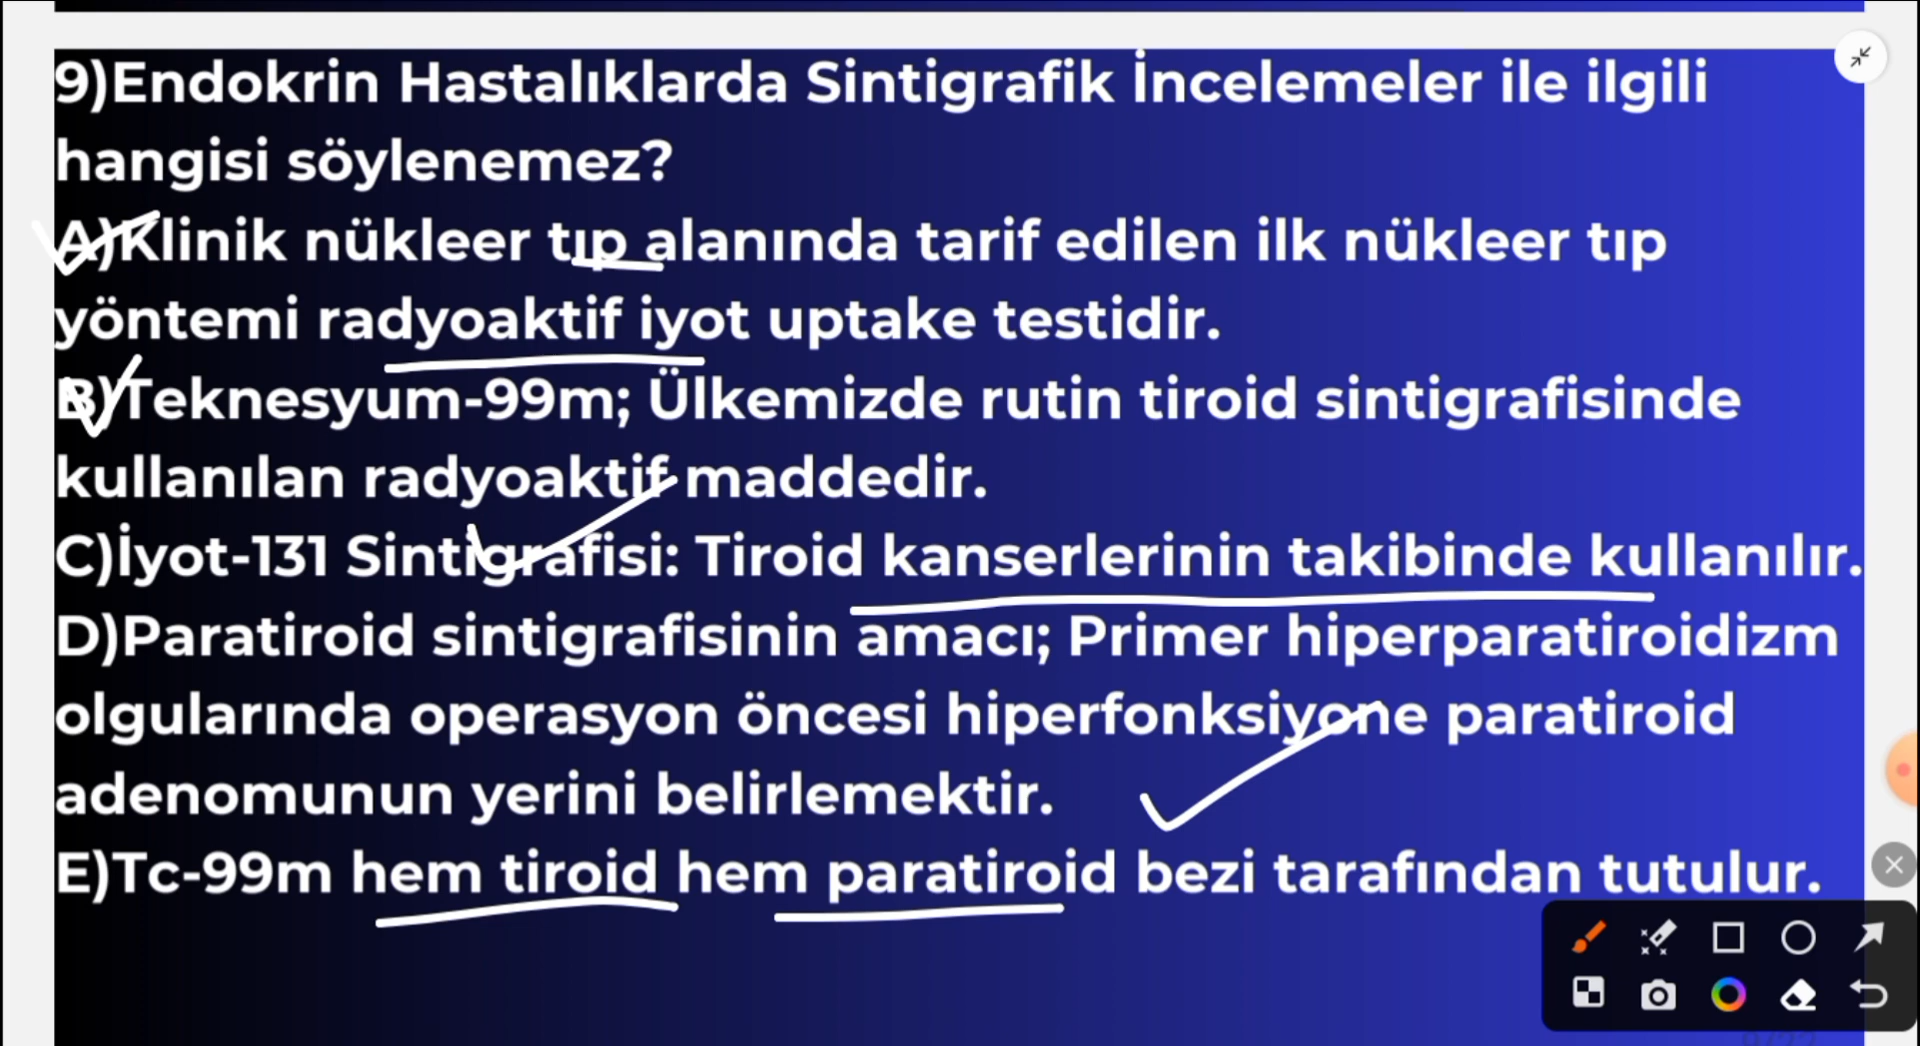 9)Endokrin Hastalıklarda Sintigrafik İncelemeler ile ilgili
hangisi söylenemez?
A)Klinik nükleer tıp alanında tarif edilen ilk nükleer tıp
yöntemi radyoaktif iyot uptake testidir.
B)Teknesyum-99m; Ülkemizde rutin tiroid sintigrafisinde
kullanılan radyoaktif maddedir.
C)İyot-131 Sintigrafisi: Tiroid kanserlerinin takibinde kullanılır.
D)Paratiroid sintigrafisinin amacı; Primer hiperparatiroidizm
olgularında operasyon öncesi hiperfonksiyone paratiroid
adenomunun yerini belirlemektir.
E)Tc-99m hem tiroid hem paratiroid bezi tarafından tutulur.